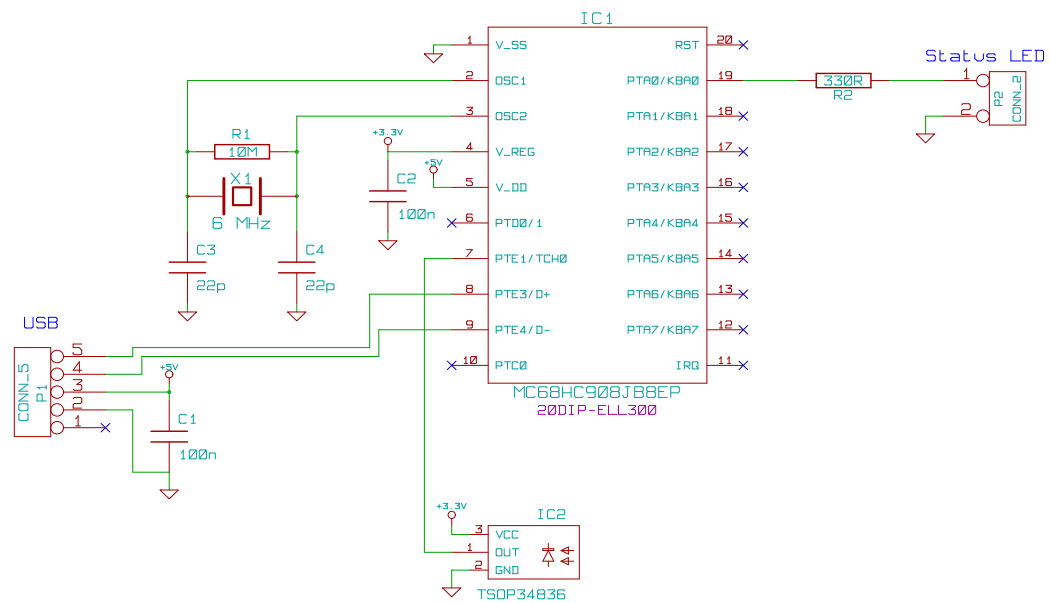 IC1
1 V_SS
RST 20
2 OSC1
PTA0/KBA0 19
330R
R2
Status LED
1
2
P2
CONN_2
3 OSC2
PTA1/KBA1 18
R1
10M
+3.3V
4 V_REG
PTA2/KBA2 17
X1
6 MHz
C2
100n
+5V
5 V_DD
PTA3/KBA3 16
6 PTD0/1
PTA4/KBA4 15
C3
22p
C4
22p
7 PTE1/TCH0
PTA5/KBA5 14
8 PTE3/D+
PTA6/KBA6 13
9 PTE4/D-
PTA7/KBA7 12
10 PTC0
IRQ 11
MC68HC908JB8EP
20DIP-ELL300
USB
CONN_5
P1
5
4
3
2
1
+5V
C1
100n
+3.3V
IC2
3 VCC
1 OUT
2 GND
TSOP34836